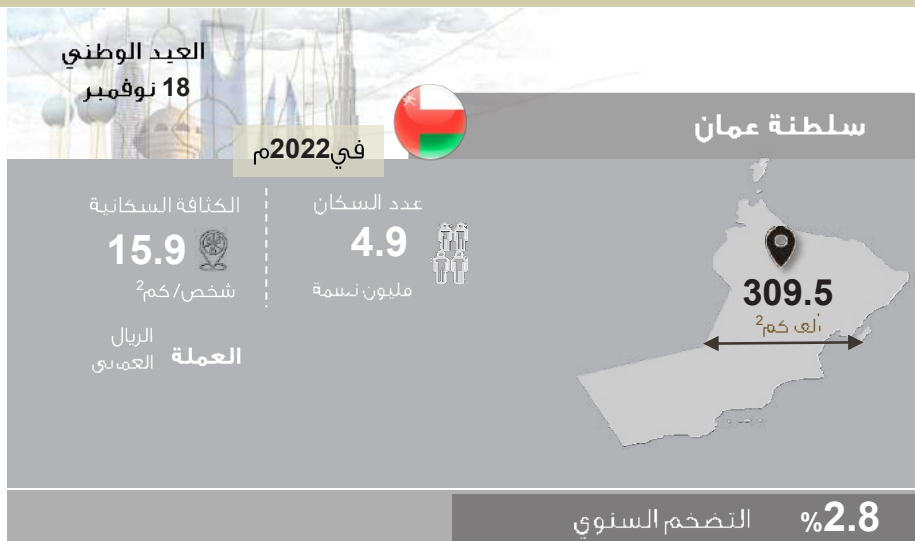 العيد الوطني
18 نوفمبر
سلطنة عمان
في2022م
عدد السكان
4.9
مليون نسمة
الكثافة السكانية
15.9
شخص/كم²
العملة
الريال
العماني
309.5
ألف كم²
%2.8 التضخم السنوي